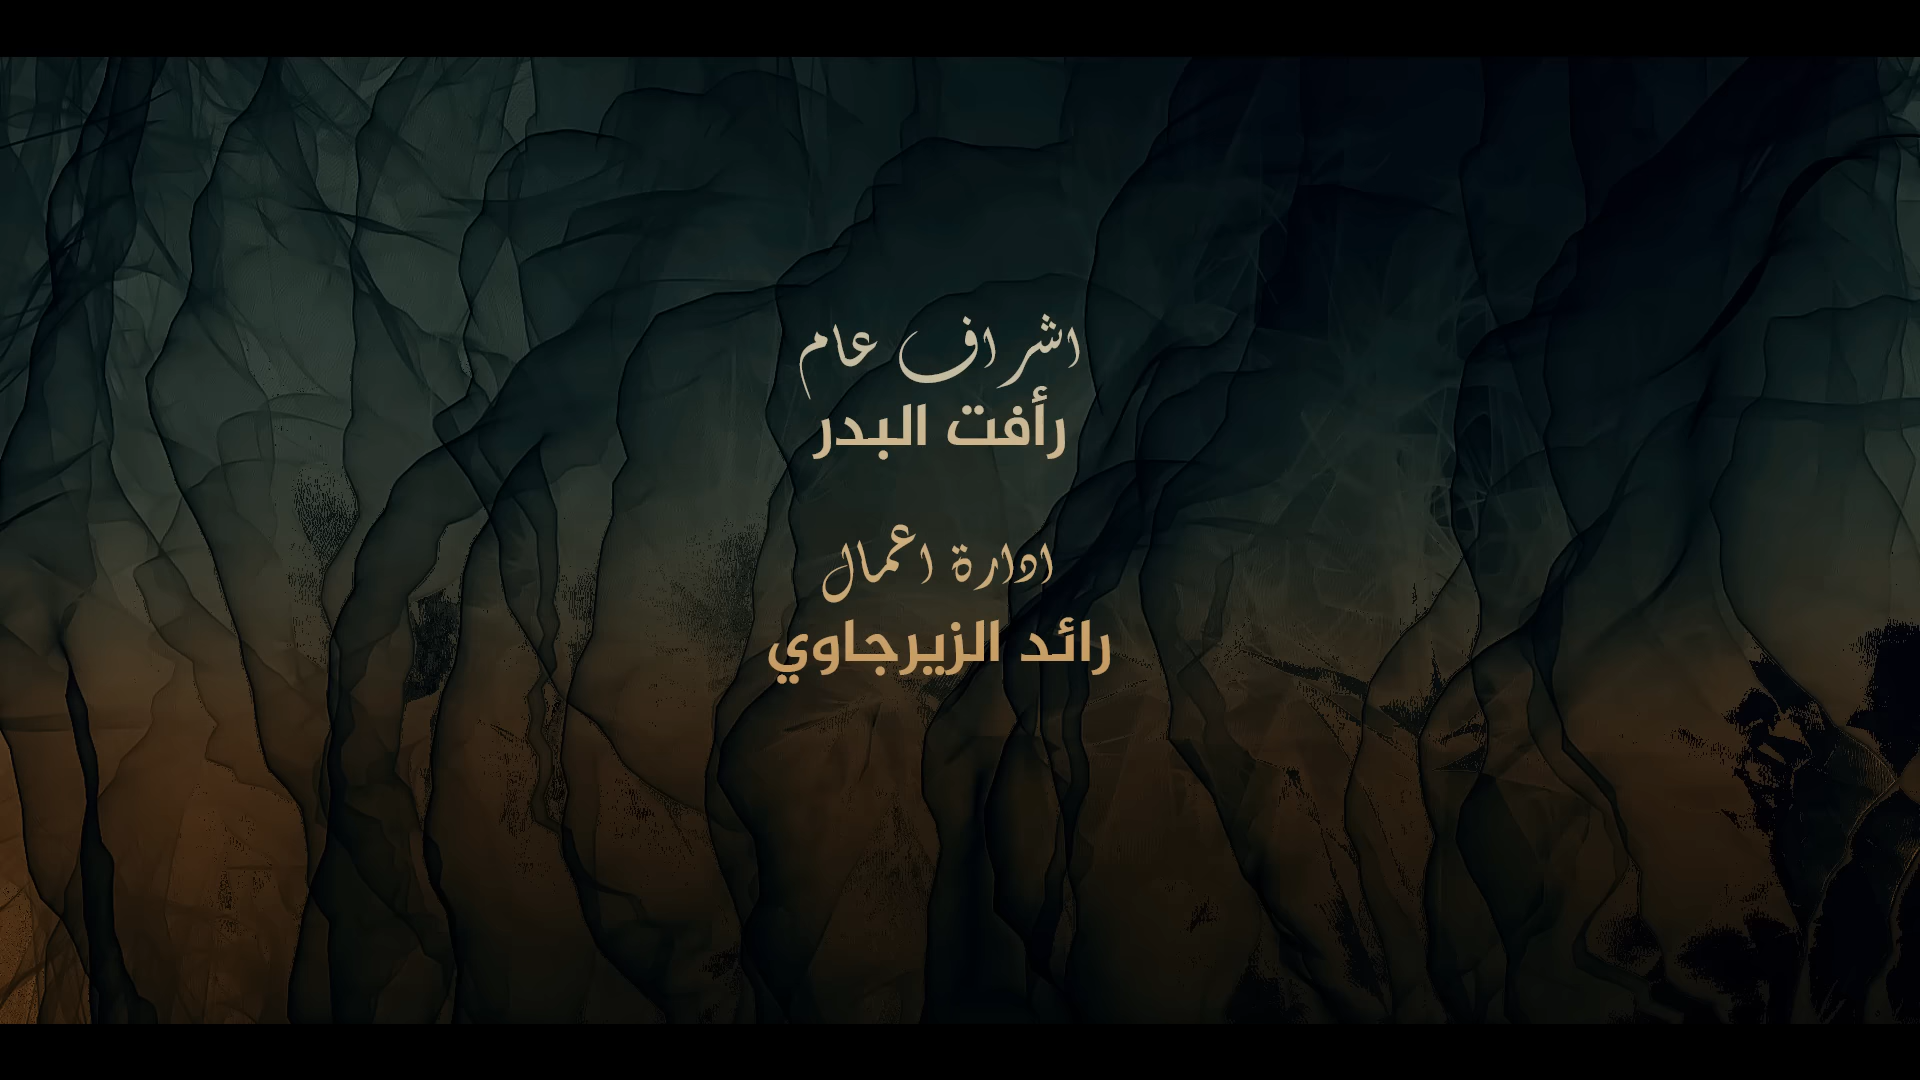 اشراف عام
رأفت البدر
ادارة اعمال
رائد الزيرجاوي